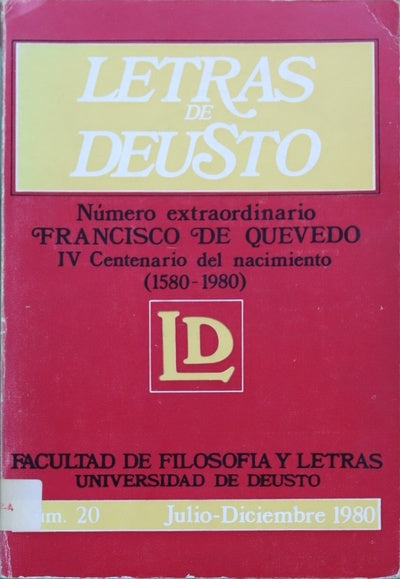 LETRAS
DE
DEUSTO
Número extraordinario
FRANCISCO DE QUEVEDO
IV Centenario del nacimiento
(1580-1980)
LD
FACULTAD DE FILOSOFIA Y LETRAS
UNIVERSIDAD DE DEUSTO
20 Julio-Diciembre 1980